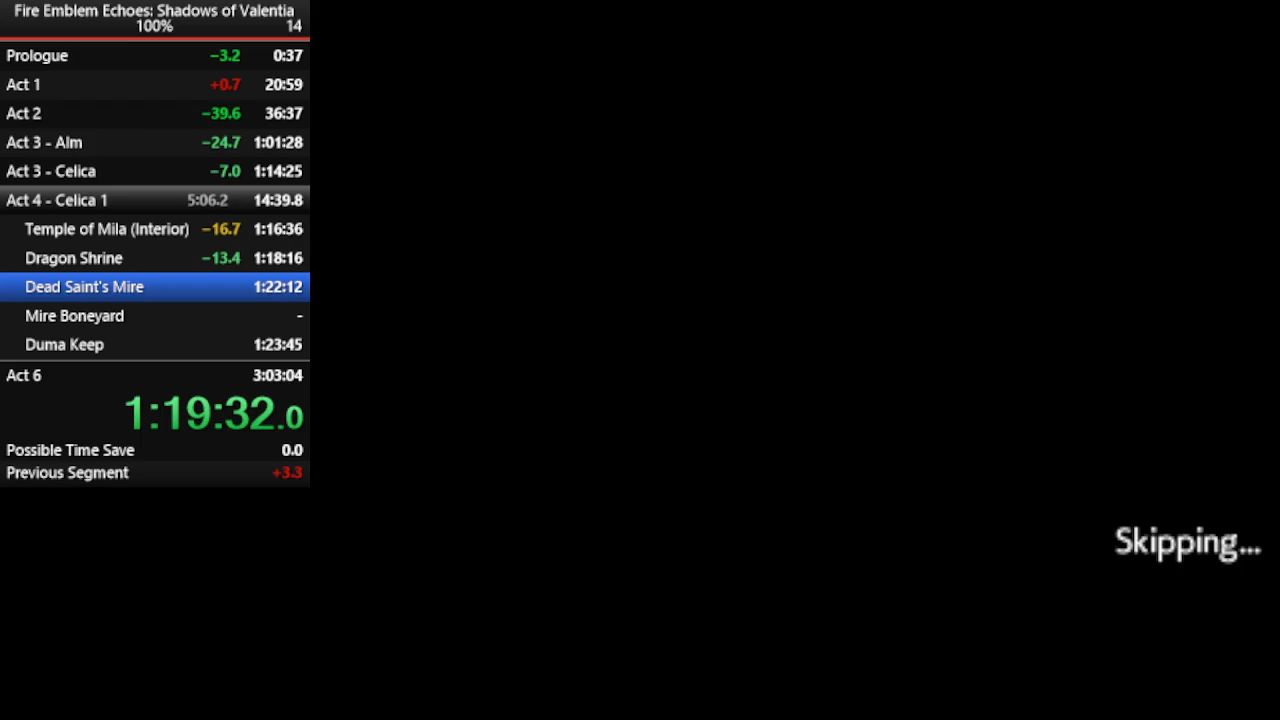 Fire Emblem Echoes: Shadows of Valentia
100% 14
Prologue −3.2 0:37
Act 1 +0.7 20:59
Act 2 −39.6 36:37
Act 3 - Alm −24.7 1:01:28
Act 3 - Celica −7.0 1:14:25
Act 4 - Celica 1 5:06.2 14:39.8
Temple of Mila (Interior) −16.7 1:16:36
Dragon Shrine −13.4 1:18:16
Dead Saint's Mire 1:22:12
Mire Boneyard -
Duma Keep 1:23:45
Act 6 3:03:04
1:19:32.0
Possible Time Save 0.0
Previous Segment +3.3
Skipping...